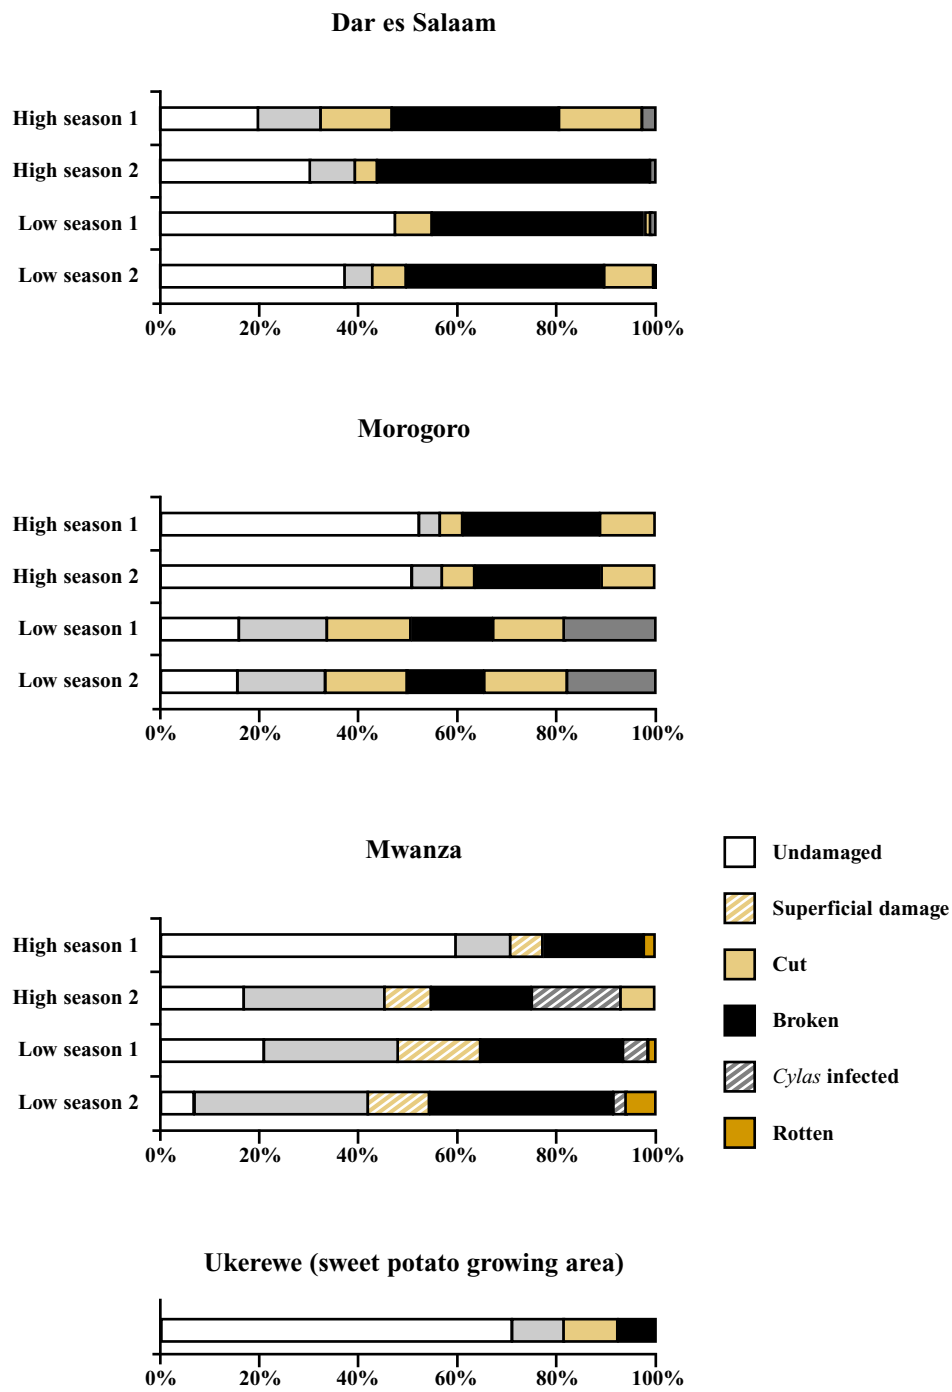 Dar es Salaam
High season 1
High season 2
Low season 1
Low season 2
0% 20% 40% 60% 80% 100%
Morogoro
High season 1
High season 2
Low season 1
Low season 2
0% 20% 40% 60% 80% 100%
Mwanza
High season 1
High season 2
Low season 1
Low season 2
0% 20% 40% 60% 80% 100%
Undamaged
Superficial damage
Cut
Broken
Cylas infected
Rotten
Ukerewe (sweet potato growing area)
0% 20% 40% 60% 80% 100%